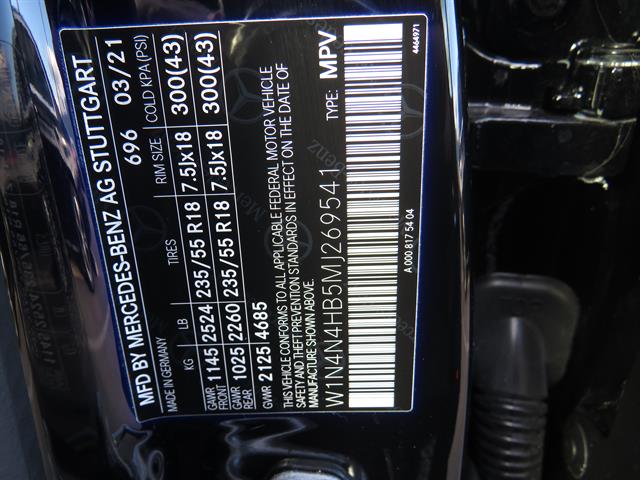 MFD BY MERCEDES-BENZ AG STUTTGART
MADE IN GERMANY 696 03/21
KG LB TIRES RIM SIZE COLD KPA (PSI)
GAWR FRONT 1145 2524 235/55 R18 7.5Jx18 300(43)
GAWR REAR 1025 2260 235/55 R18 7.5Jx18 300(43)
GVWR 2125 4685
THIS VEHICLE CONFORMS TO ALL APPLICABLE FEDERAL MOTOR VEHICLE
SAFETY AND THEFT PREVENTION STANDARDS IN EFFECT ON THE DATE OF
MANUFACTURE SHOWN ABOVE.
W1N4N4HB5MJ269541 TYPE: MPV
A 000 817 54 04 4464971